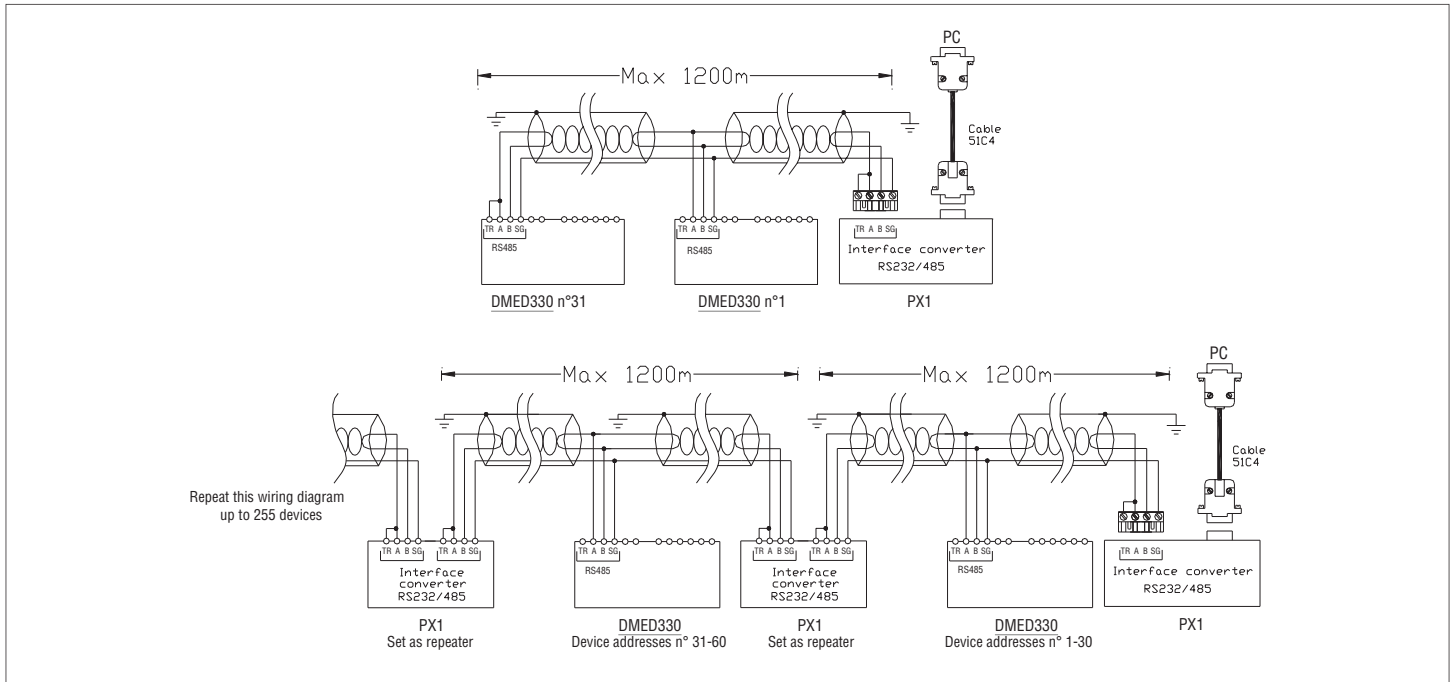 PC
Max 1200m
Cable
51C4
TR A B SG
RS485
TR A B SG
RS485
TR A B SG
Interface converter
RS232/485
DMED330 n°31
DMED330 n°1
PX1
PC
Max 1200m
Max 1200m
Cable
51C4
Repeat this wiring diagram
up to 255 devices
TR A B SG
TR A B SG
Interface
converter
RS232/485
TR A B SG
RS485
TR A B SG
TR A B SG
Interface
converter
RS232/485
TR A B SG
RS485
TR A B SG
Interface converter
RS232/485
PX1
Set as repeater
DMED330
Device addresses n° 31-60
PX1
Set as repeater
DMED330
Device addresses n° 1-30
PX1